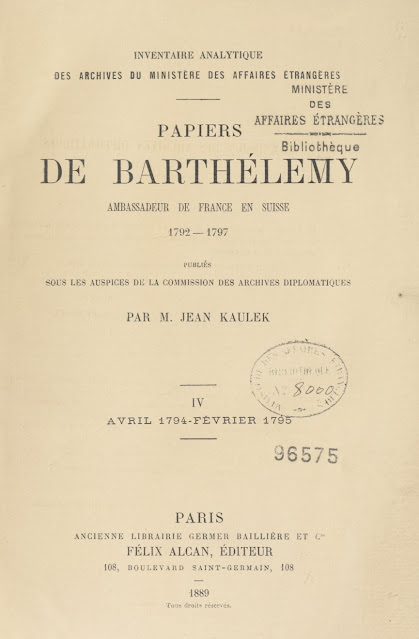 INVENTAIRE ANALYTIQUE
DES ARCHIVES DU MINISTÈRE DES AFFAIRES ÉTRANGÈRES
MINISTÈRE
DES
AFFAIRES ÉTRANGÈRES
Bibliothèque
PAPIERS
DE BARTHÉLEMY
AMBASSADEUR DE FRANCE EN SUISSE
1792—1797
PUBLIÉS
SOUS LES AUSPICES DE LA COMMISSION DES ARCHIVES DIPLOMATIQUES
PAR M. JEAN KAULEK
BIBLIOTHÈQUE
No 8000
IV
AVRIL 1794-FÉVRIER 1795
96575
PARIS
ANCIENNE LIBRAIRIE GERMER BAILLIÈRE ET Cie
FÉLIX ALCAN, ÉDITEUR
108, BOULEVARD SAINT-GERMAIN, 108
1889
Tous droits réservés.